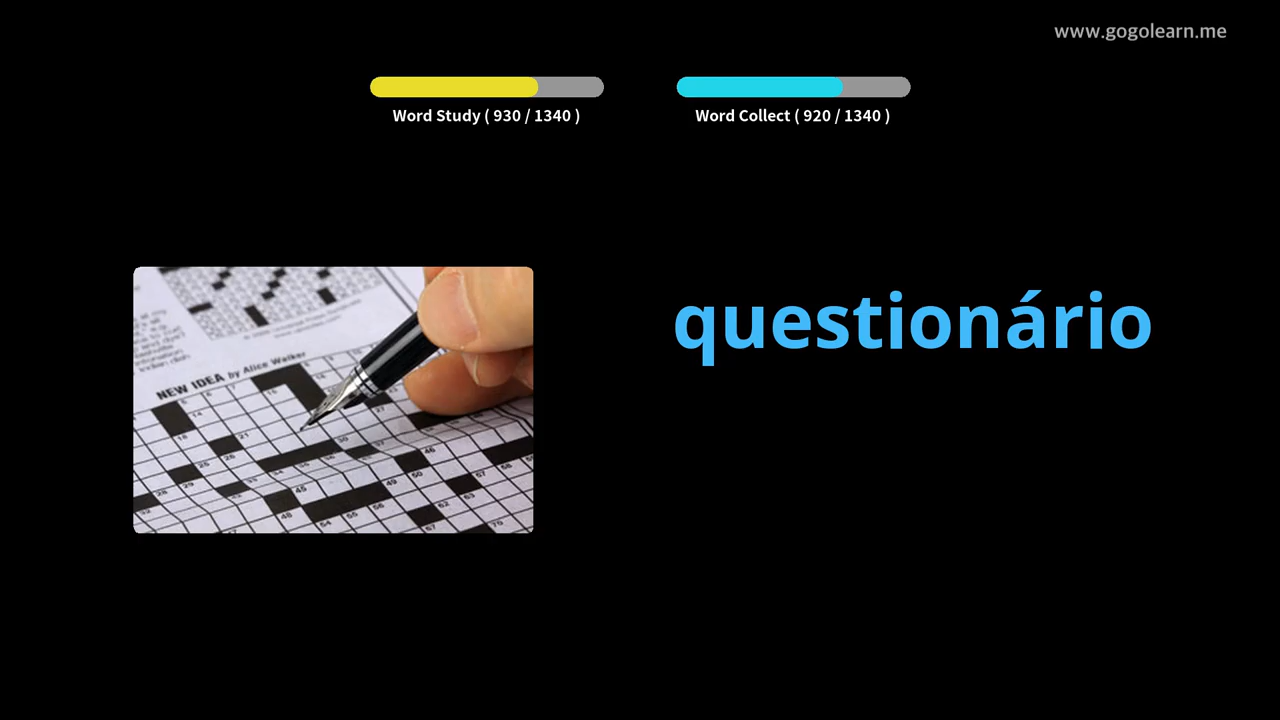 www.gogolearn.me
Word Study ( 930 / 1340 )
Word Collect ( 920 / 1340 )
questionário
NEW IDEA by Alice Walker